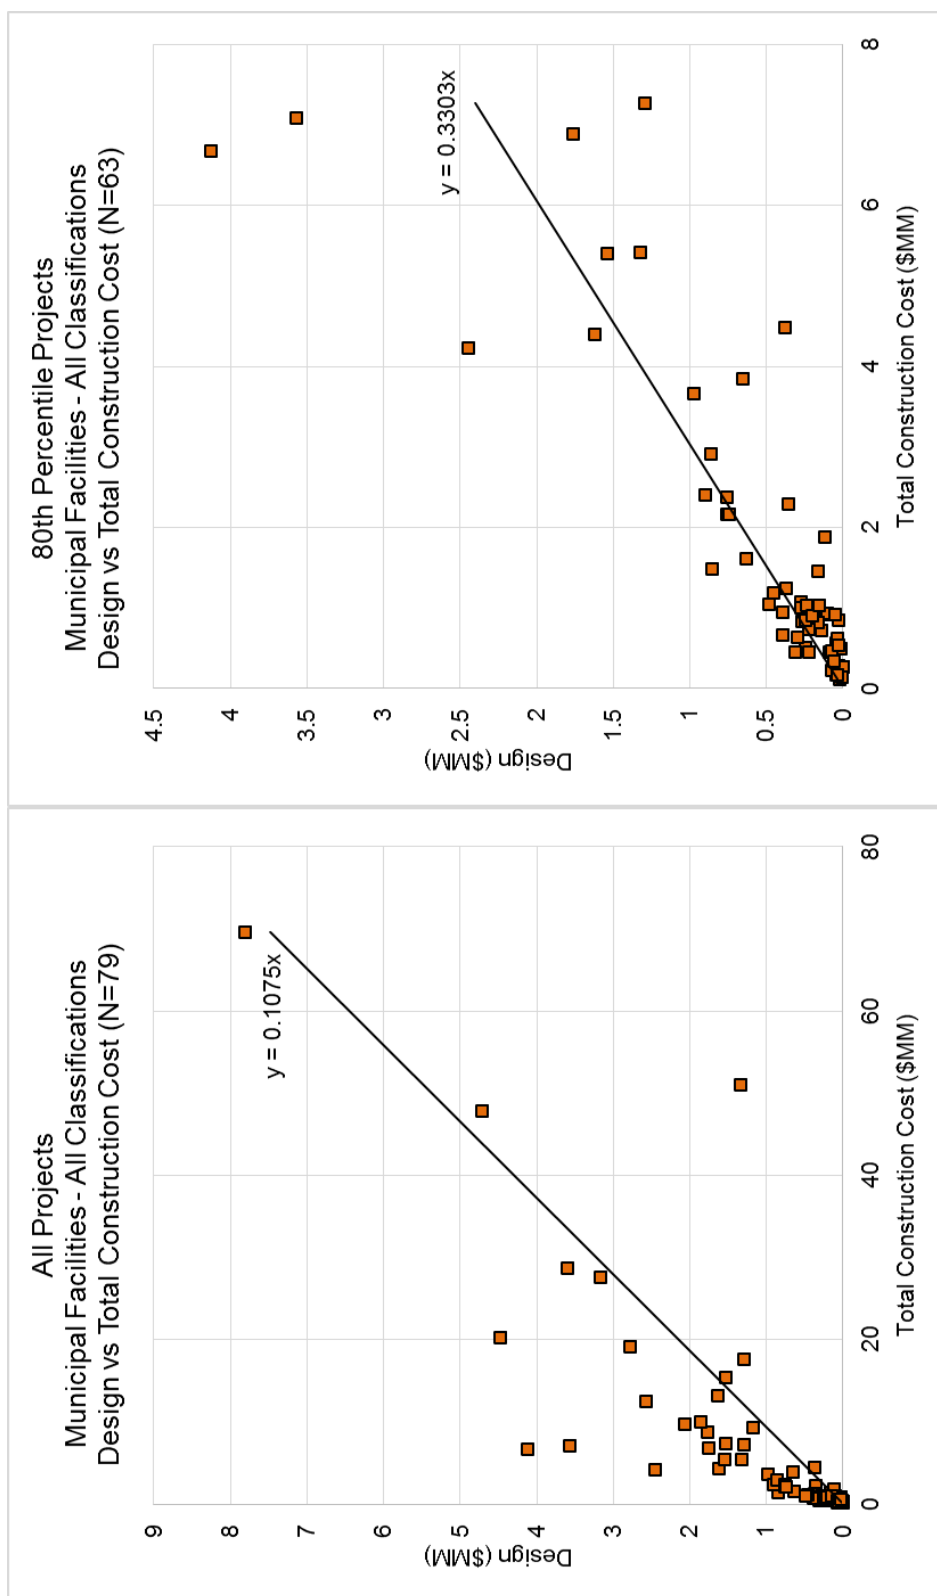 All Projects
Municipal Facilities - All Classifications
Design vs Total Construction Cost (N=79)
y = 0.1075x
9
8
7
6
5
4
3
2
1
0
Design ($MM)
0
20
40
60
80
Total Construction Cost ($MM)
80th Percentile Projects
Municipal Facilities - All Classifications
Design vs Total Construction Cost (N=63)
y = 0.3303x
4.5
4
3.5
3
2.5
2
1.5
1
0.5
0
Design ($MM)
0
2
4
6
8
Total Construction Cost ($MM)